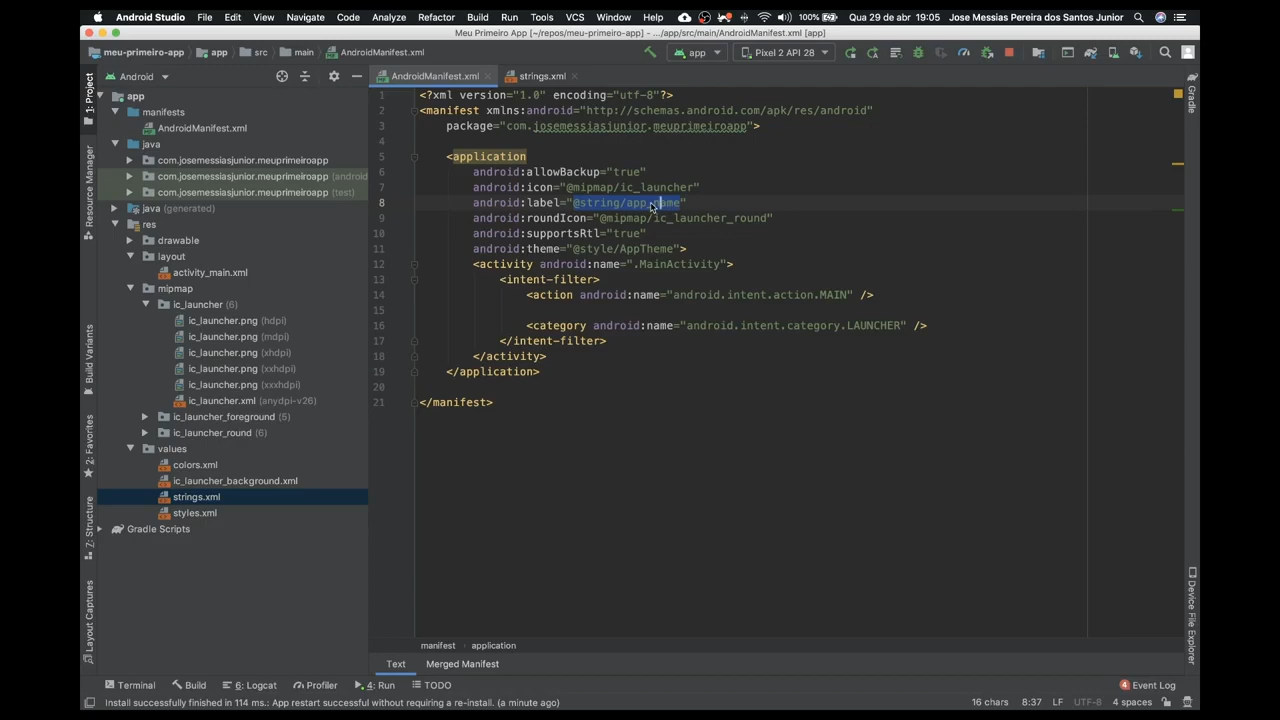 Android Studio File Edit View Navigate Code Analyze Refactor Build Run Tools VCS Window Help 100% Qua 29 de abr 19:05 Jose Messias Pereira dos Santos Junior
Meu Primeiro App [~/repos/meu-primeiro-app] - .../app/src/main/AndroidManifest.xml [app]
meu-primeiro-app app src main AndroidManifest.xml app Pixel 2 API 28
Android
AndroidManifest.xml strings.xml
1: Project
Resource Manager
Build Variants
2: Favorites
7: Structure
Layout Captures
app
manifests
AndroidManifest.xml
java
com.josemessiasjunior.meuprimeiroapp
com.josemessiasjunior.meuprimeiroapp (android
com.josemessiasjunior.meuprimeiroapp (test)
java (generated)
res
drawable
layout
activity_main.xml
mipmap
ic_launcher (6)
ic_launcher.png (hdpi)
ic_launcher.png (mdpi)
ic_launcher.png (xhdpi)
ic_launcher.png (xxhdpi)
ic_launcher.png (xxxhdpi)
ic_launcher.xml (anydpi-v26)
ic_launcher_foreground (5)
ic_launcher_round (6)
values
colors.xml
ic_launcher_background.xml
strings.xml
styles.xml
Gradle Scripts
1 <?xml version="1.0" encoding="utf-8"?>
2 <manifest xmlns:android="http://schemas.android.com/apk/res/android"
3 package="com.josemessiasjunior.meuprimeiroapp">
4
5 <application
6 android:allowBackup="true"
7 android:icon="@mipmap/ic_launcher"
8 android:label="@string/app_name"
9 android:roundIcon="@mipmap/ic_launcher_round"
10 android:supportsRtl="true"
11 android:theme="@style/AppTheme">
12 <activity android:name=".MainActivity">
13 <intent-filter>
14 <action android:name="android.intent.action.MAIN" />
15
16 <category android:name="android.intent.category.LAUNCHER" />
17 </intent-filter>
18 </activity>
19 </application>
20
21 </manifest>
Gradle
Device File Explorer
manifest application
Text Merged Manifest
Terminal Build 6: Logcat Profiler 4: Run TODO 4 Event Log
Install successfully finished in 114 ms.: App restart successful without requiring a re-install. (a minute ago) 16 chars 8:37 LF UTF-8 4 spaces